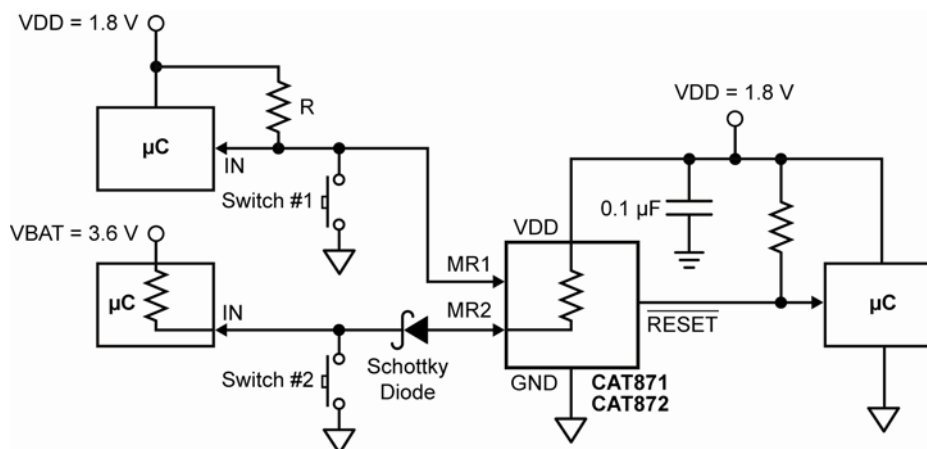 VDD = 1.8 V
R
µC
IN
Switch #1
VBAT = 3.6 V
µC
IN
Switch #2
Schottky
Diode
MR1
MR2
VDD
GND
CAT871
CAT872
RESET
0.1 µF
VDD = 1.8 V
µC